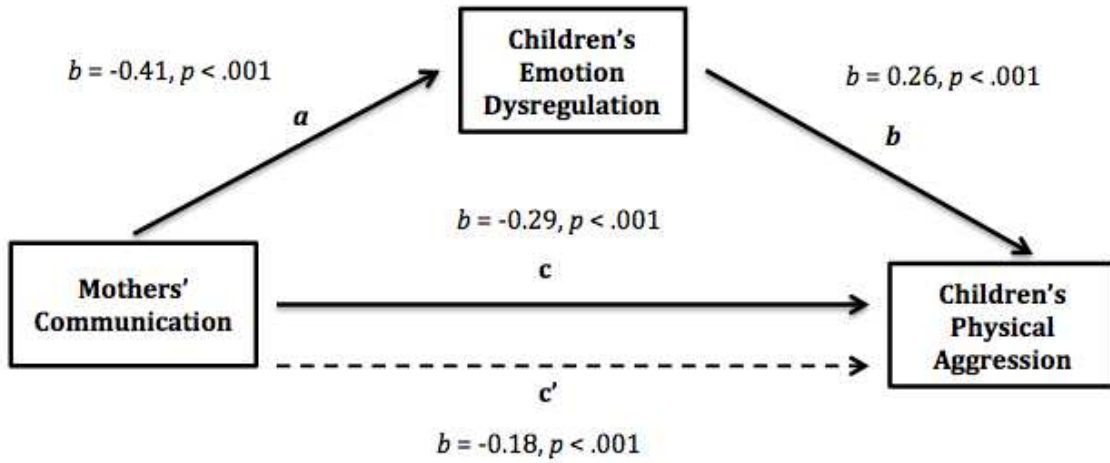 Children’s
Emotion
Dysregulation
b = -0.41, p < .001
b = 0.26, p < .001
a
b
b = -0.29, p < .001
c
Mothers’
Communication
Children’s
Physical
Aggression
c’
b = -0.18, p < .001